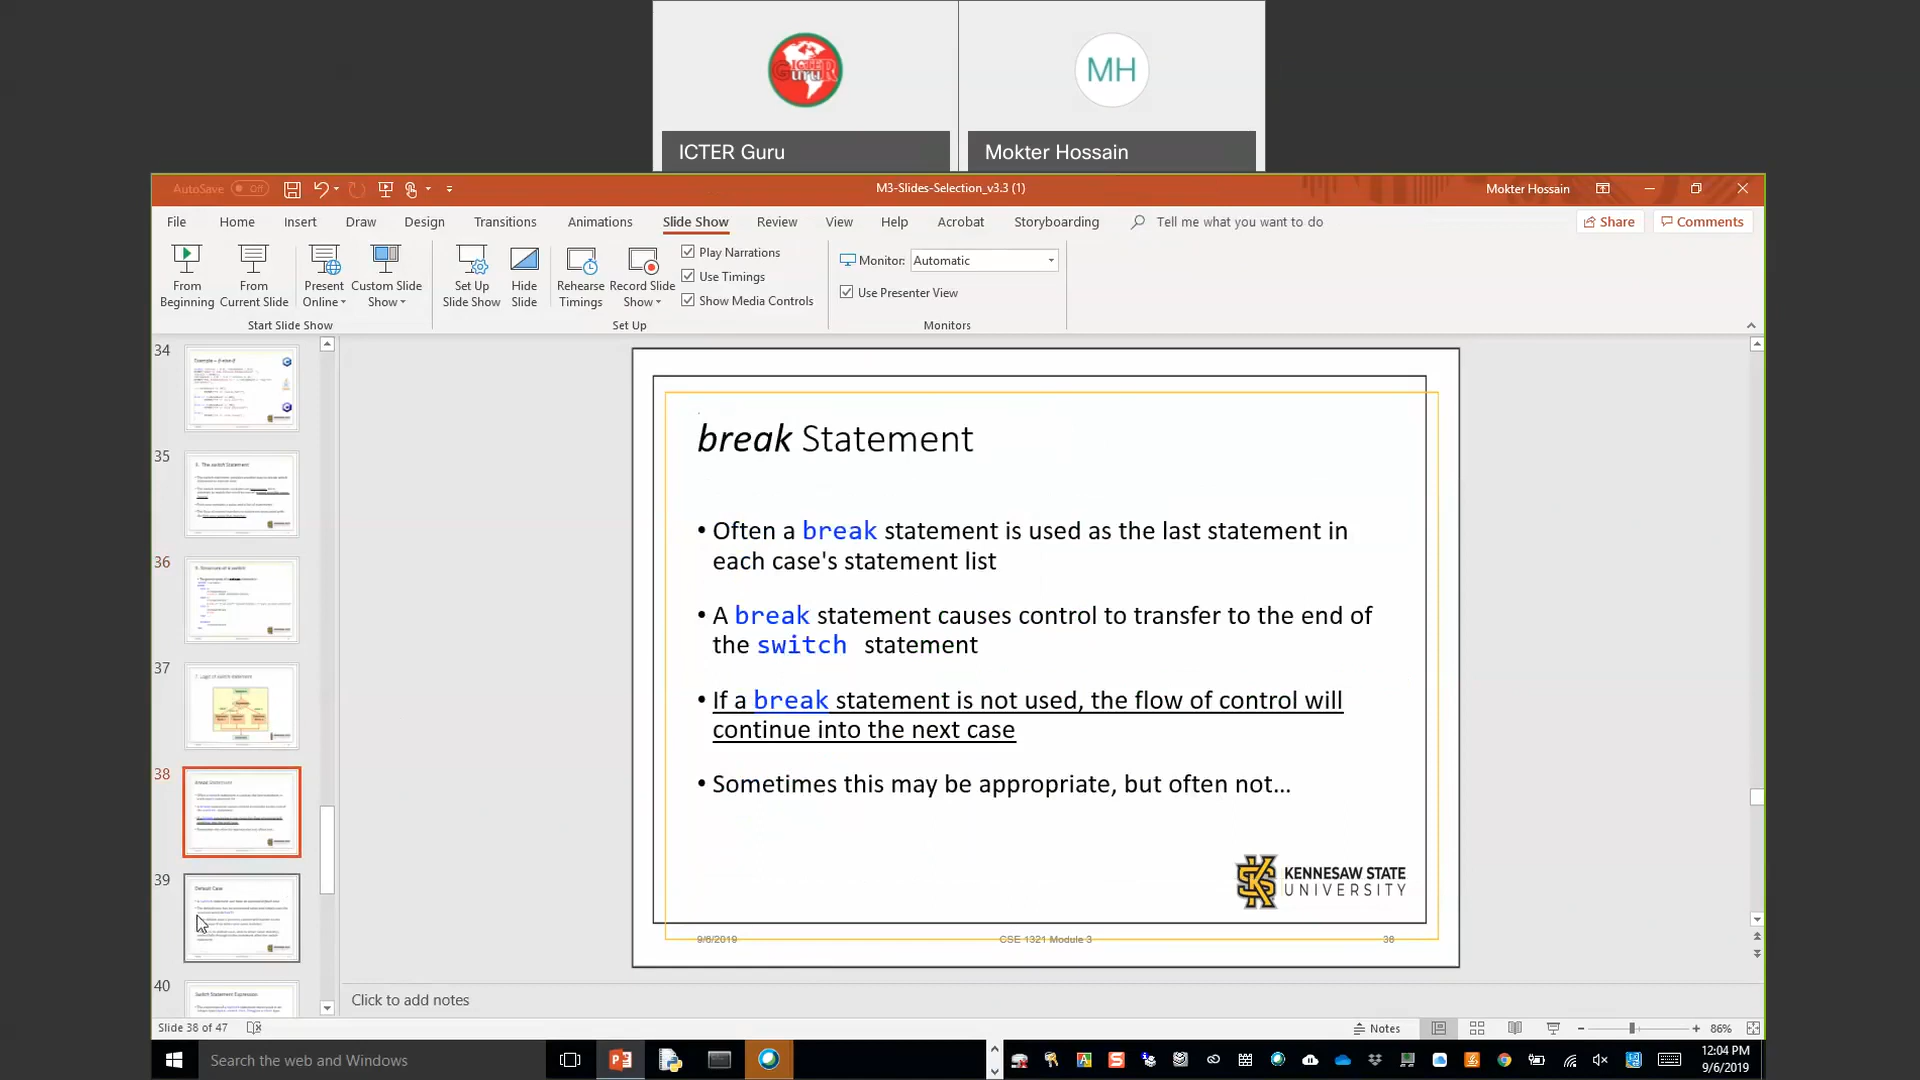 MH
ICTER Guru
Mokter Hossain
AutoSave Off
M3-Slides-Selection_v3.3 (1)
Mokter Hossain
File Home Insert Draw Design Transitions Animations Slide Show Review View Help Acrobat Storyboarding Tell me what you want to do Share Comments
From Beginning
From Current Slide
Present Online
Custom Slide Show
Set Up Slide Show
Hide Slide
Rehearse Timings
Record Slide Show
Play Narrations
Use Timings
Show Media Controls
Monitor: Automatic
Use Presenter View
Start Slide Show
Set Up
Monitors
34
35
36
37
38
39
Default Case
40
Switch Statement Expression
break Statement
• Often a break statement is used as the last statement in
each case's statement list
• A break statement causes control to transfer to the end of
the switch statement
• If a break statement is not used, the flow of control will
continue into the next case
• Sometimes this may be appropriate, but often not…
KENNESAW STATE
UNIVERSITY
9/6/2019 CSE 1321 Module 3 38
Click to add notes
Slide 38 of 47
Notes
86%
Search the web and Windows
12:04 PM
9/6/2019